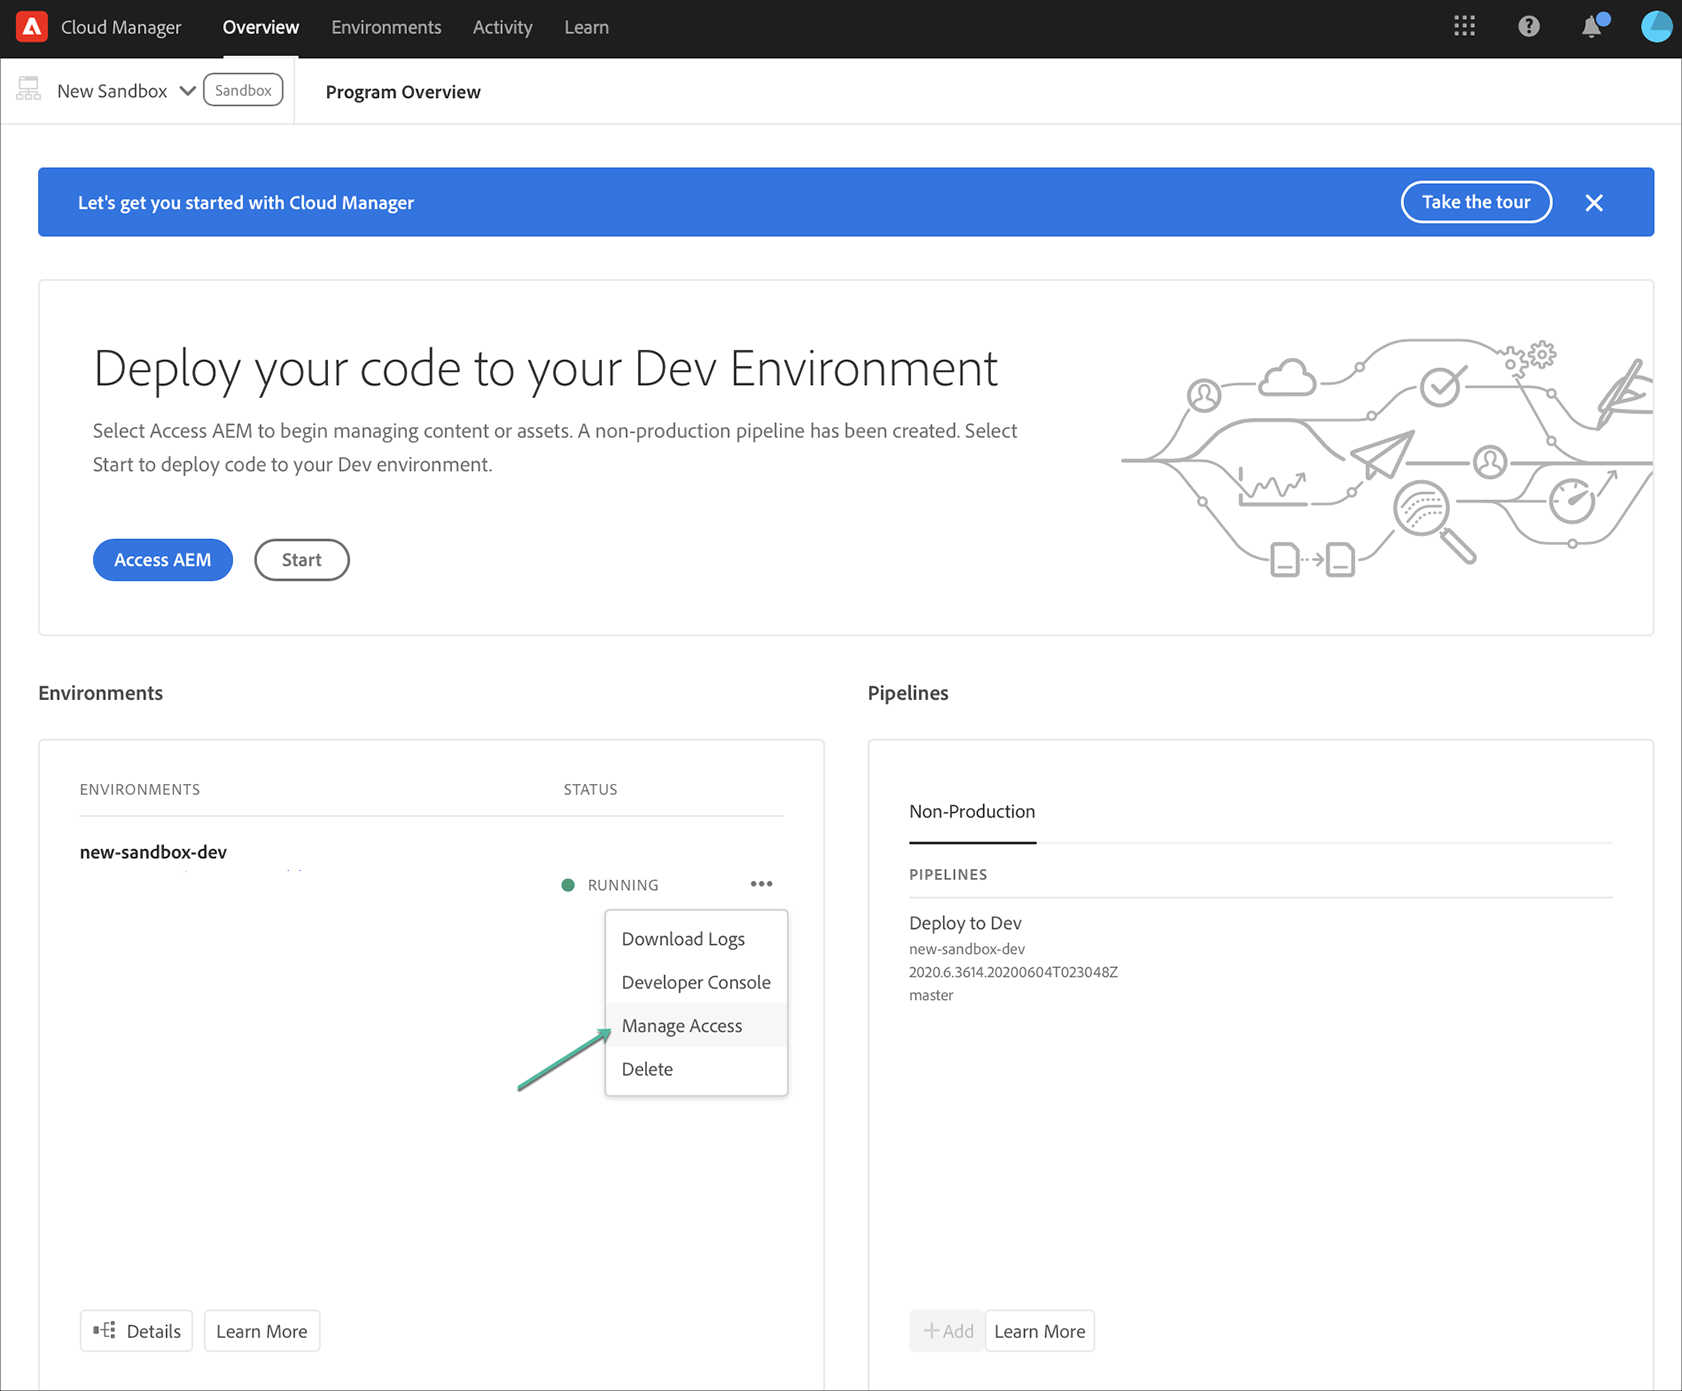 Cloud Manager Overview Environments Activity Learn
New Sandbox Sandbox Program Overview
Let's get you started with Cloud Manager Take the tour
Deploy your code to your Dev Environment
Select Access AEM to begin managing content or assets. A non-production pipeline has been created. Select
Start to deploy code to your Dev environment.
Access AEM Start
Environments
ENVIRONMENTS STATUS
new-sandbox-dev
RUNNING
Download Logs
Developer Console
Manage Access
Delete
Details Learn More
Pipelines
Non-Production
PIPELINES
Deploy to Dev
new-sandbox-dev
2020.6.3614.20200604T023048Z
master
+Add Learn More